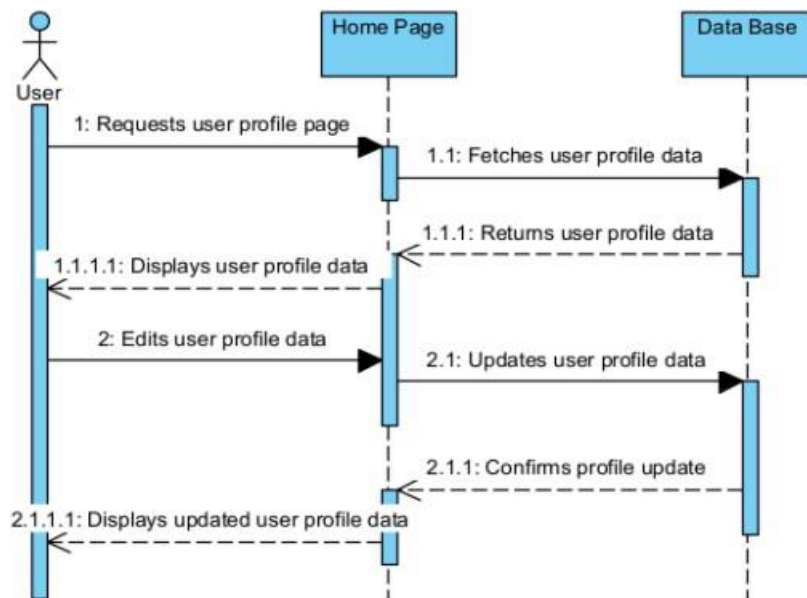 Home Page
Data Base
User
1: Requests user profile page
1.1: Fetches user profile data
1.1.1: Returns user profile data
1.1.1.1: Displays user profile data
2: Edits user profile data
2.1: Updates user profile data
2.1.1: Confirms profile update
2.1.1.1: Displays updated user profile data